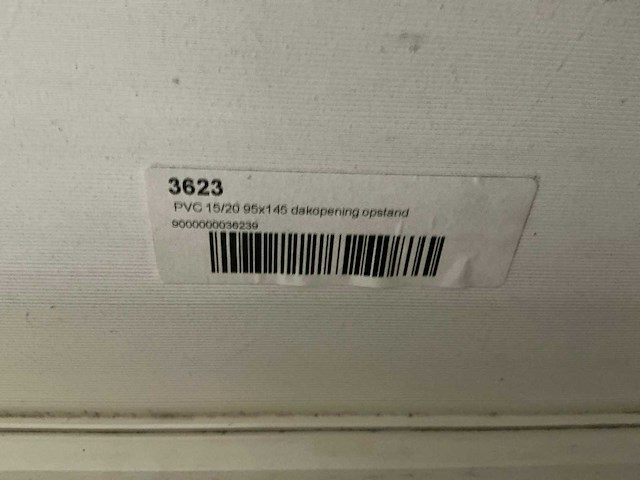 3623
PVC 15/20 95x145 dakopening opstand
9000000036239